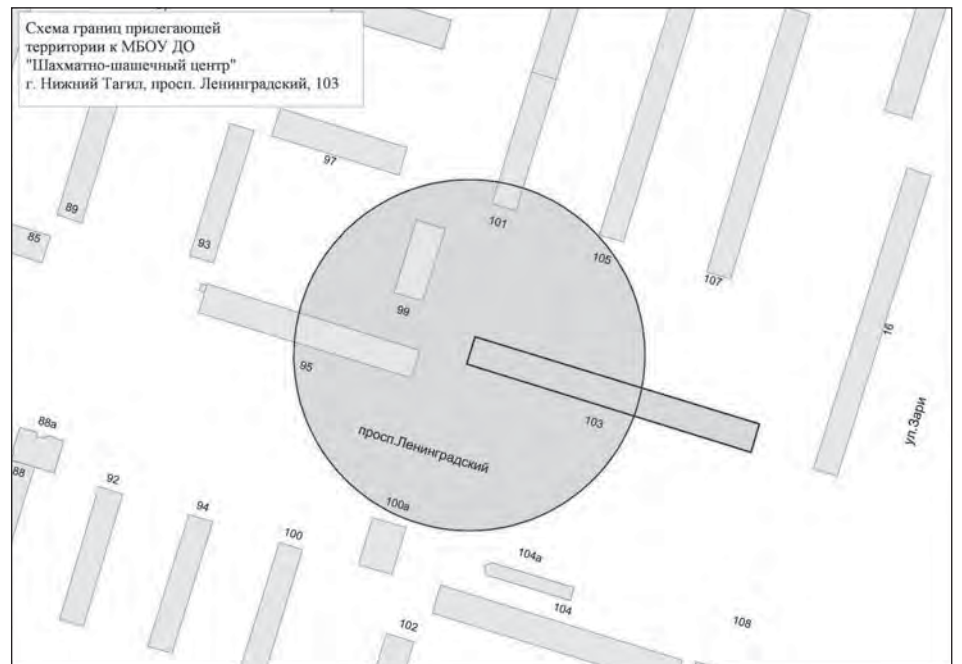 Схема границ прилегающей
территории к МБОУ ДО
"Шахматно-шашечный центр"
г. Нижний Тагил, просп. Ленинградский, 103
97
89
101
85
93
105
107
99
16
95
103
ул.Зари
просп.Ленинградский
88а
88
92
94
100а
100
104а
104
102
108